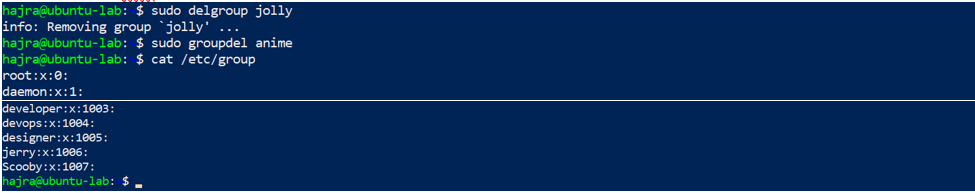 hajra@ubuntu-lab:~$ sudo delgroup jolly
info: Removing group `jolly' ...
hajra@ubuntu-lab:~$ sudo groupdel anime
hajra@ubuntu-lab:~$ cat /etc/group
root:x:0:
daemon:x:1:
developer:x:1003:
devops:x:1004:
designer:x:1005:
jerry:x:1006:
Scooby:x:1007:
hajra@ubuntu-lab:~$